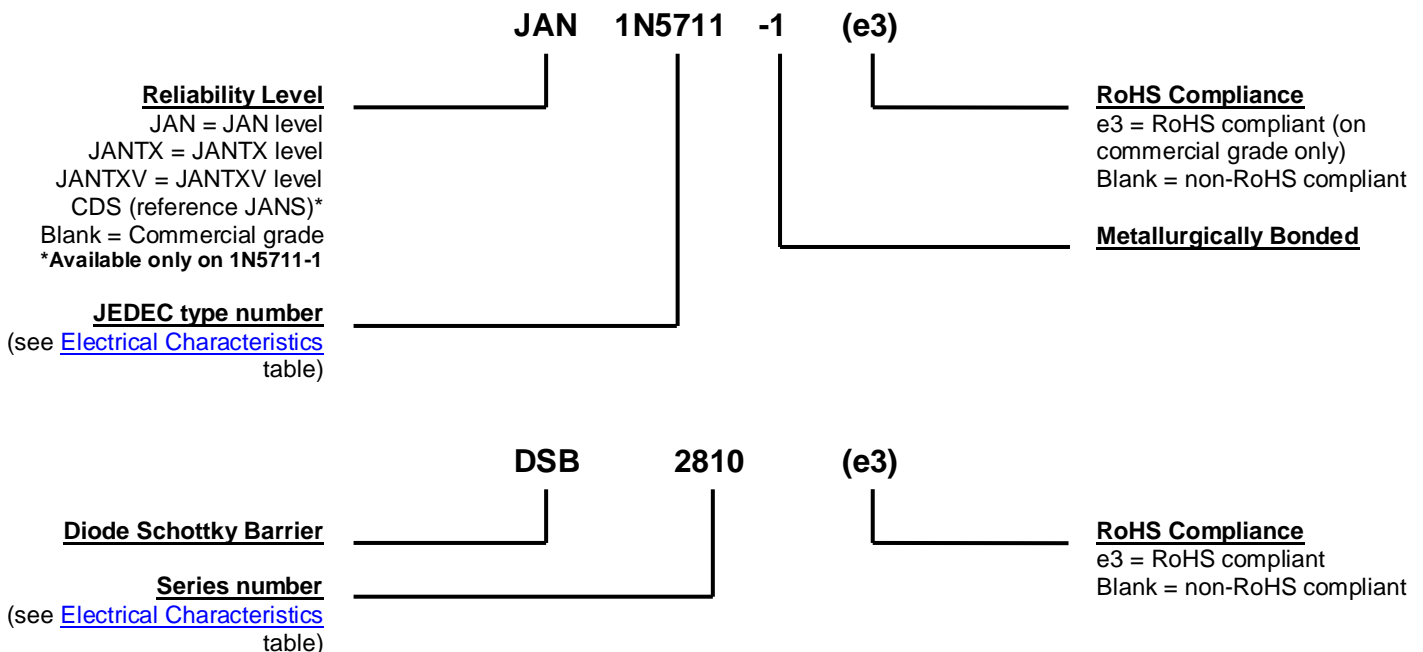 JAN 1N5711 -1 (e3)
Reliability Level
JAN = JAN level
JANTX = JANTX level
JANTXV = JANTXV level
CDS (reference JANS)*
Blank = Commercial grade
*Available only on 1N5711-1
JEDEC type number
(see Electrical Characteristics
table)
RoHS Compliance
e3 = RoHS compliant (on
commercial grade only)
Blank = non-RoHS compliant
Metallurgically Bonded
DSB 2810 (e3)
Diode Schottky Barrier
Series number
(see Electrical Characteristics
table)
RoHS Compliance
e3 = RoHS compliant
Blank = non-RoHS compliant